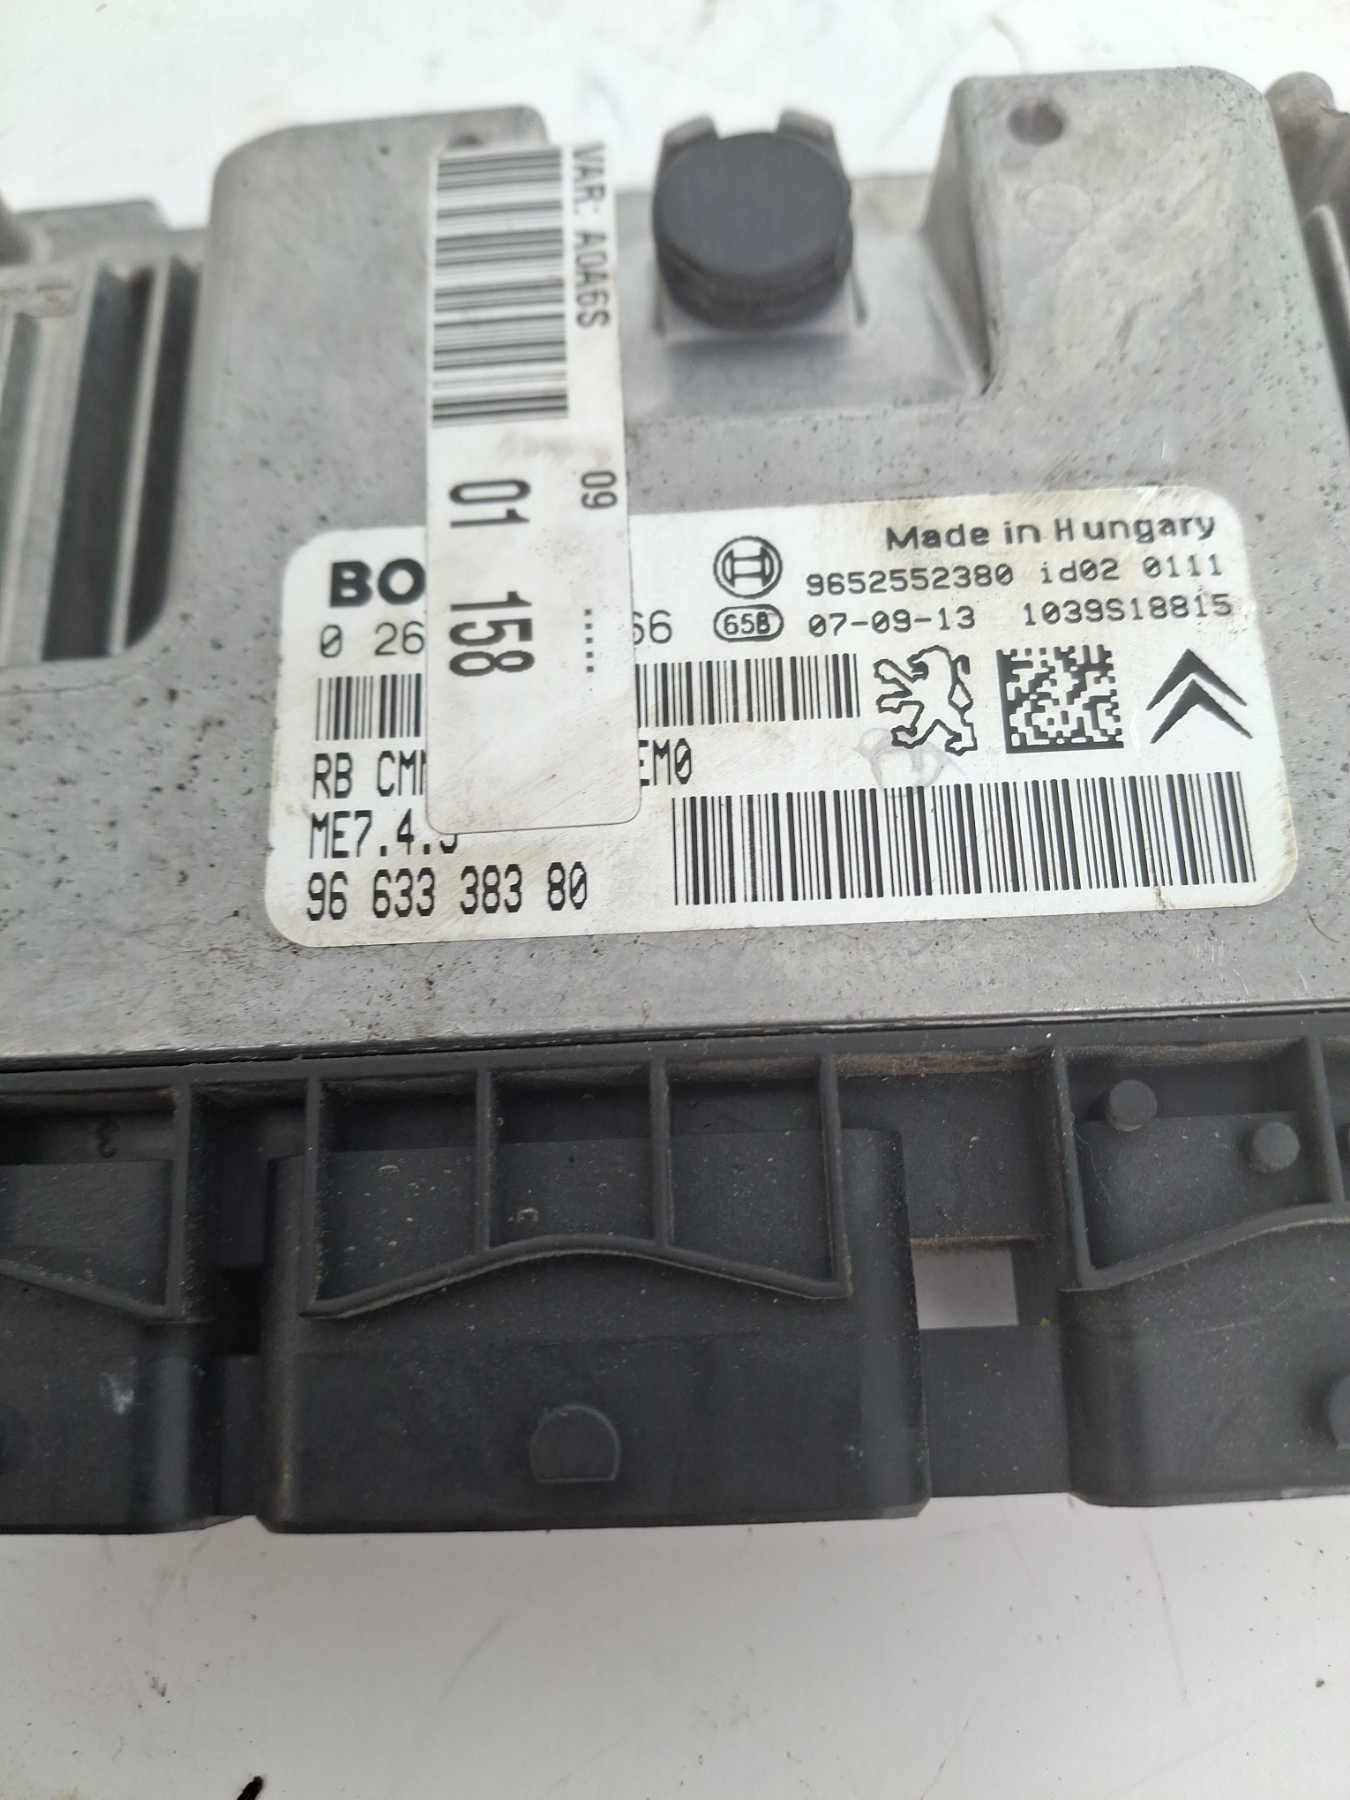 VAR: A0A6S
09
01 158
.....
BO
Made in Hungary
9652552380 id02 0111
0 26 66 65B 07-09-13 1039S18815
RB CM EM0
ME7.4.
96 633 383 80